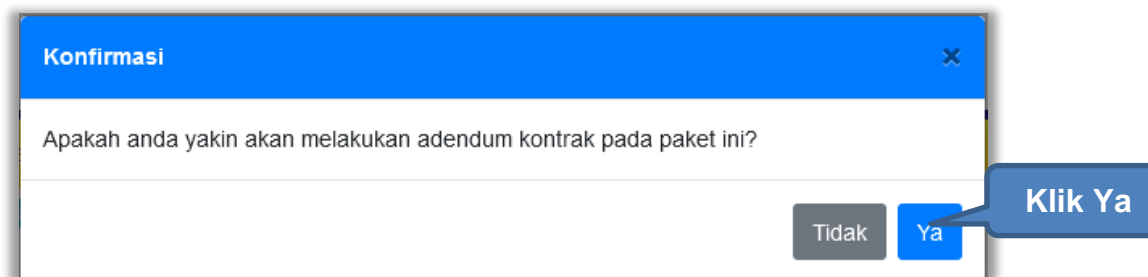 Konfirmasi ×
Apakah anda yakin akan melakukan adendum kontrak pada paket ini?
Tidak Ya
Klik Ya